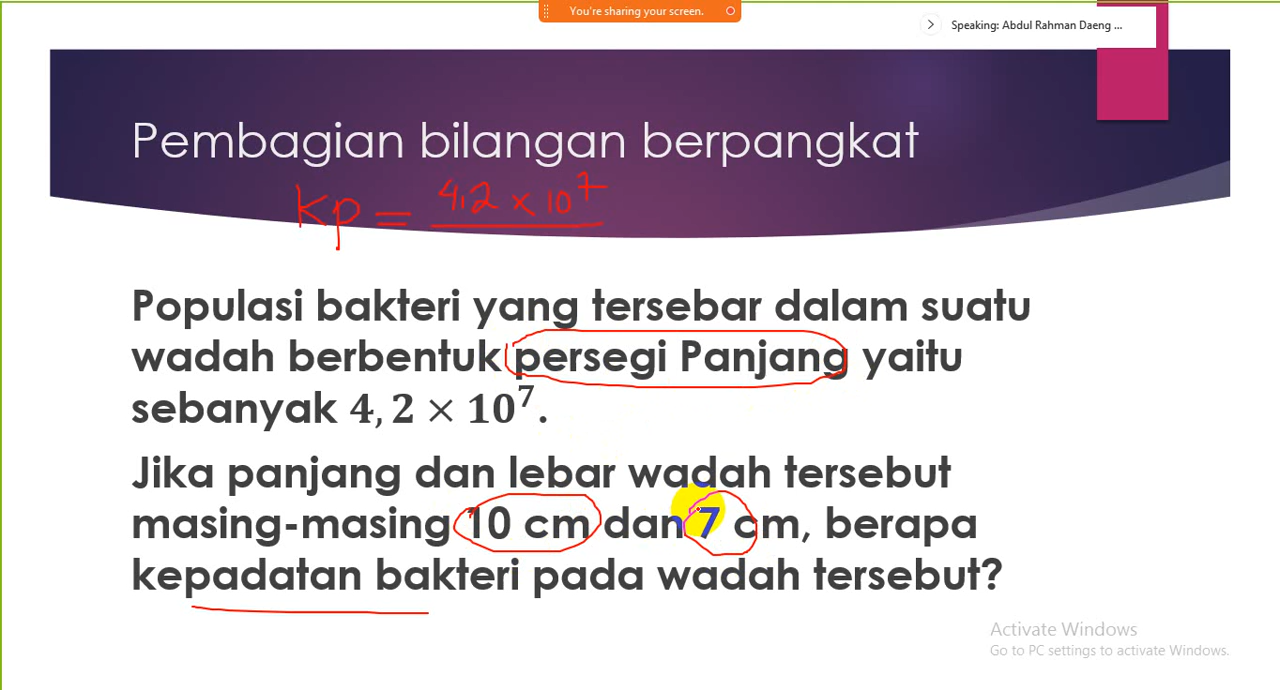 You're sharing your screen.
Speaking: Abdul Rahman Daeng ...
Pembagian bilangan berpangkat
kp = 4,2 × 10⁷
Populasi bakteri yang tersebar dalam suatu
wadah berbentuk persegi Panjang yaitu
sebanyak 4, 2 × 10⁷.
Jika panjang dan lebar wadah tersebut
masing-masing 10 cm dan 7 cm, berapa
kepadatan bakteri pada wadah tersebut?
Activate Windows
Go to PC settings to activate Windows.